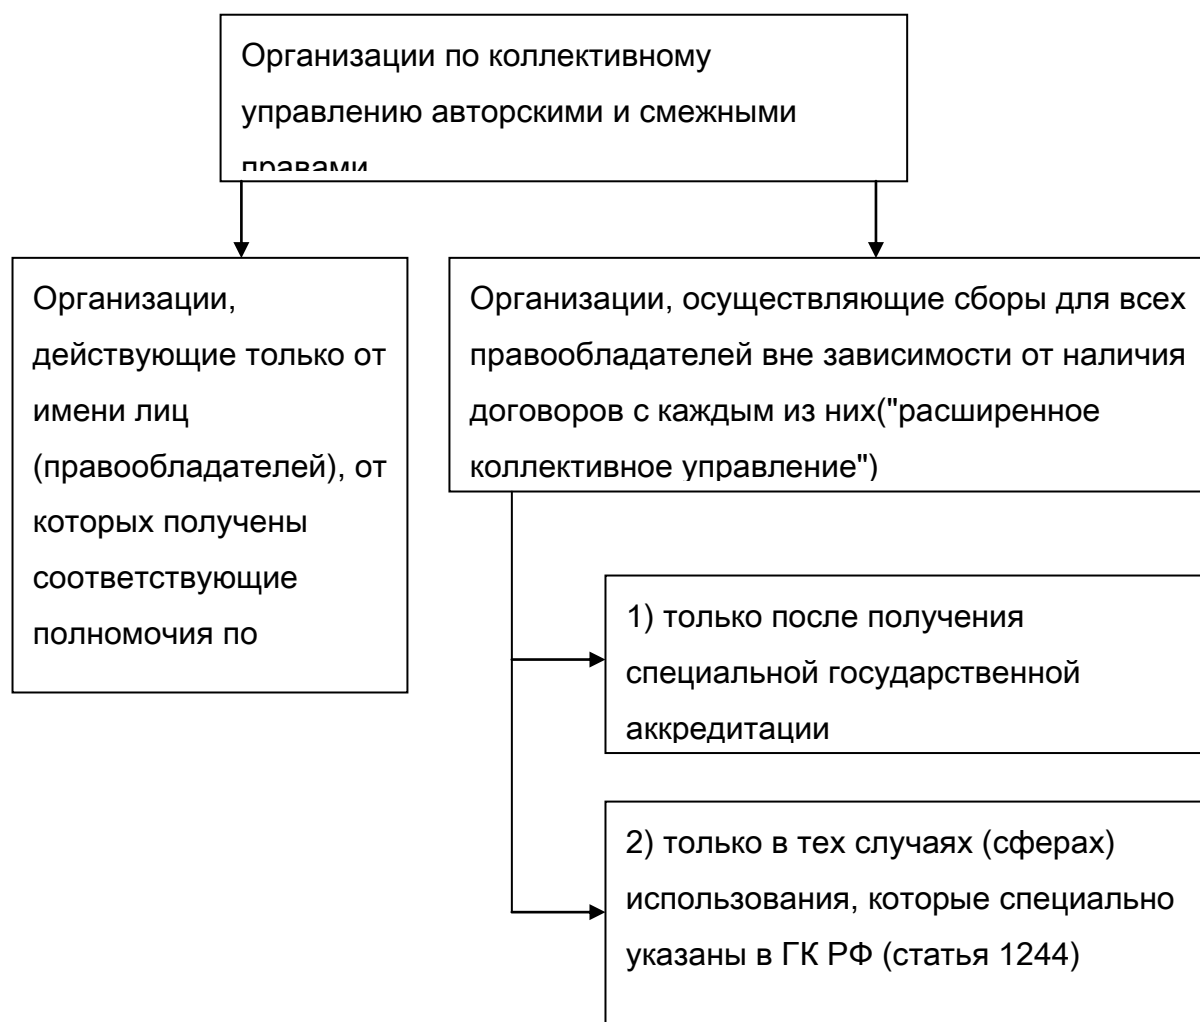 Организации по коллективному
управлению авторскими и смежными
правами
Организации,
действующие только от
имени лиц
(правообладателей), от
которых получены
соответствующие
полномочия по
Организации, осуществляющие сборы для всех
правообладателей вне зависимости от наличия
договоров с каждым из них("расширенное
коллективное управление")
1) только после получения
специальной государственной
аккредитации
2) только в тех случаях (сферах)
использования, которые специально
указаны в ГК РФ (статья 1244)